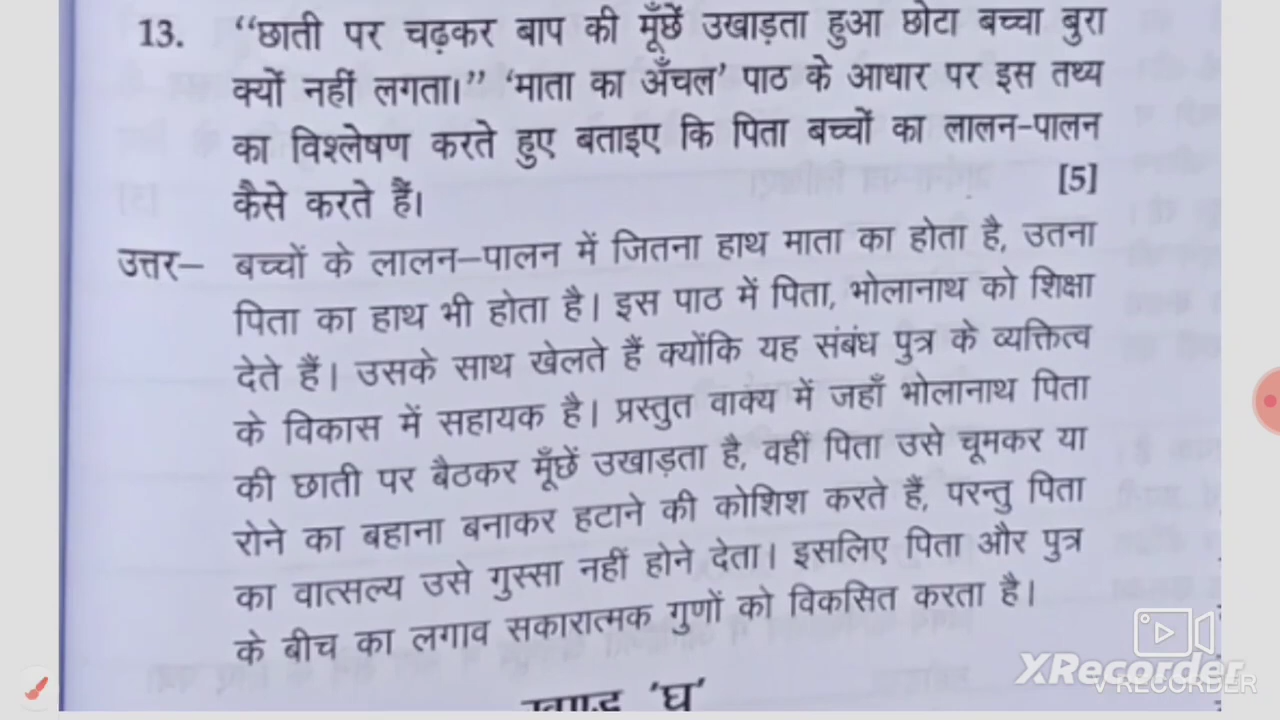 13. “छाती पर चढ़कर बाप की मूँछें उखाड़ता हुआ छोटा बच्चा बुरा
क्यों नहीं लगता।” ‘माता का अँचल’ पाठ के आधार पर इस तथ्य
का विश्लेषण करते हुए बताइए कि पिता बच्चों का लालन-पालन
कैसे करते हैं। [5]
उत्तर– बच्चों के लालन–पालन में जितना हाथ माता का होता है, उतना
पिता का हाथ भी होता है। इस पाठ में पिता, भोलानाथ को शिक्षा
देते हैं। उसके साथ खेलते हैं क्योंकि यह संबंध पुत्र के व्यक्तित्व
के विकास में सहायक है। प्रस्तुत वाक्य में जहाँ भोलानाथ पिता
की छाती पर बैठकर मूँछें उखाड़ता है, वहीं पिता उसे चूमकर या
रोने का बहाना बनाकर हटाने की कोशिश करते हैं, परन्तु पिता
का वात्सल्य उसे गुस्सा नहीं होने देता। इसलिए पिता और पुत्र
के बीच का लगाव सकारात्मक गुणों को विकसित करता है।
खण्ड ‘घ’
XRecorder
V RECORDER